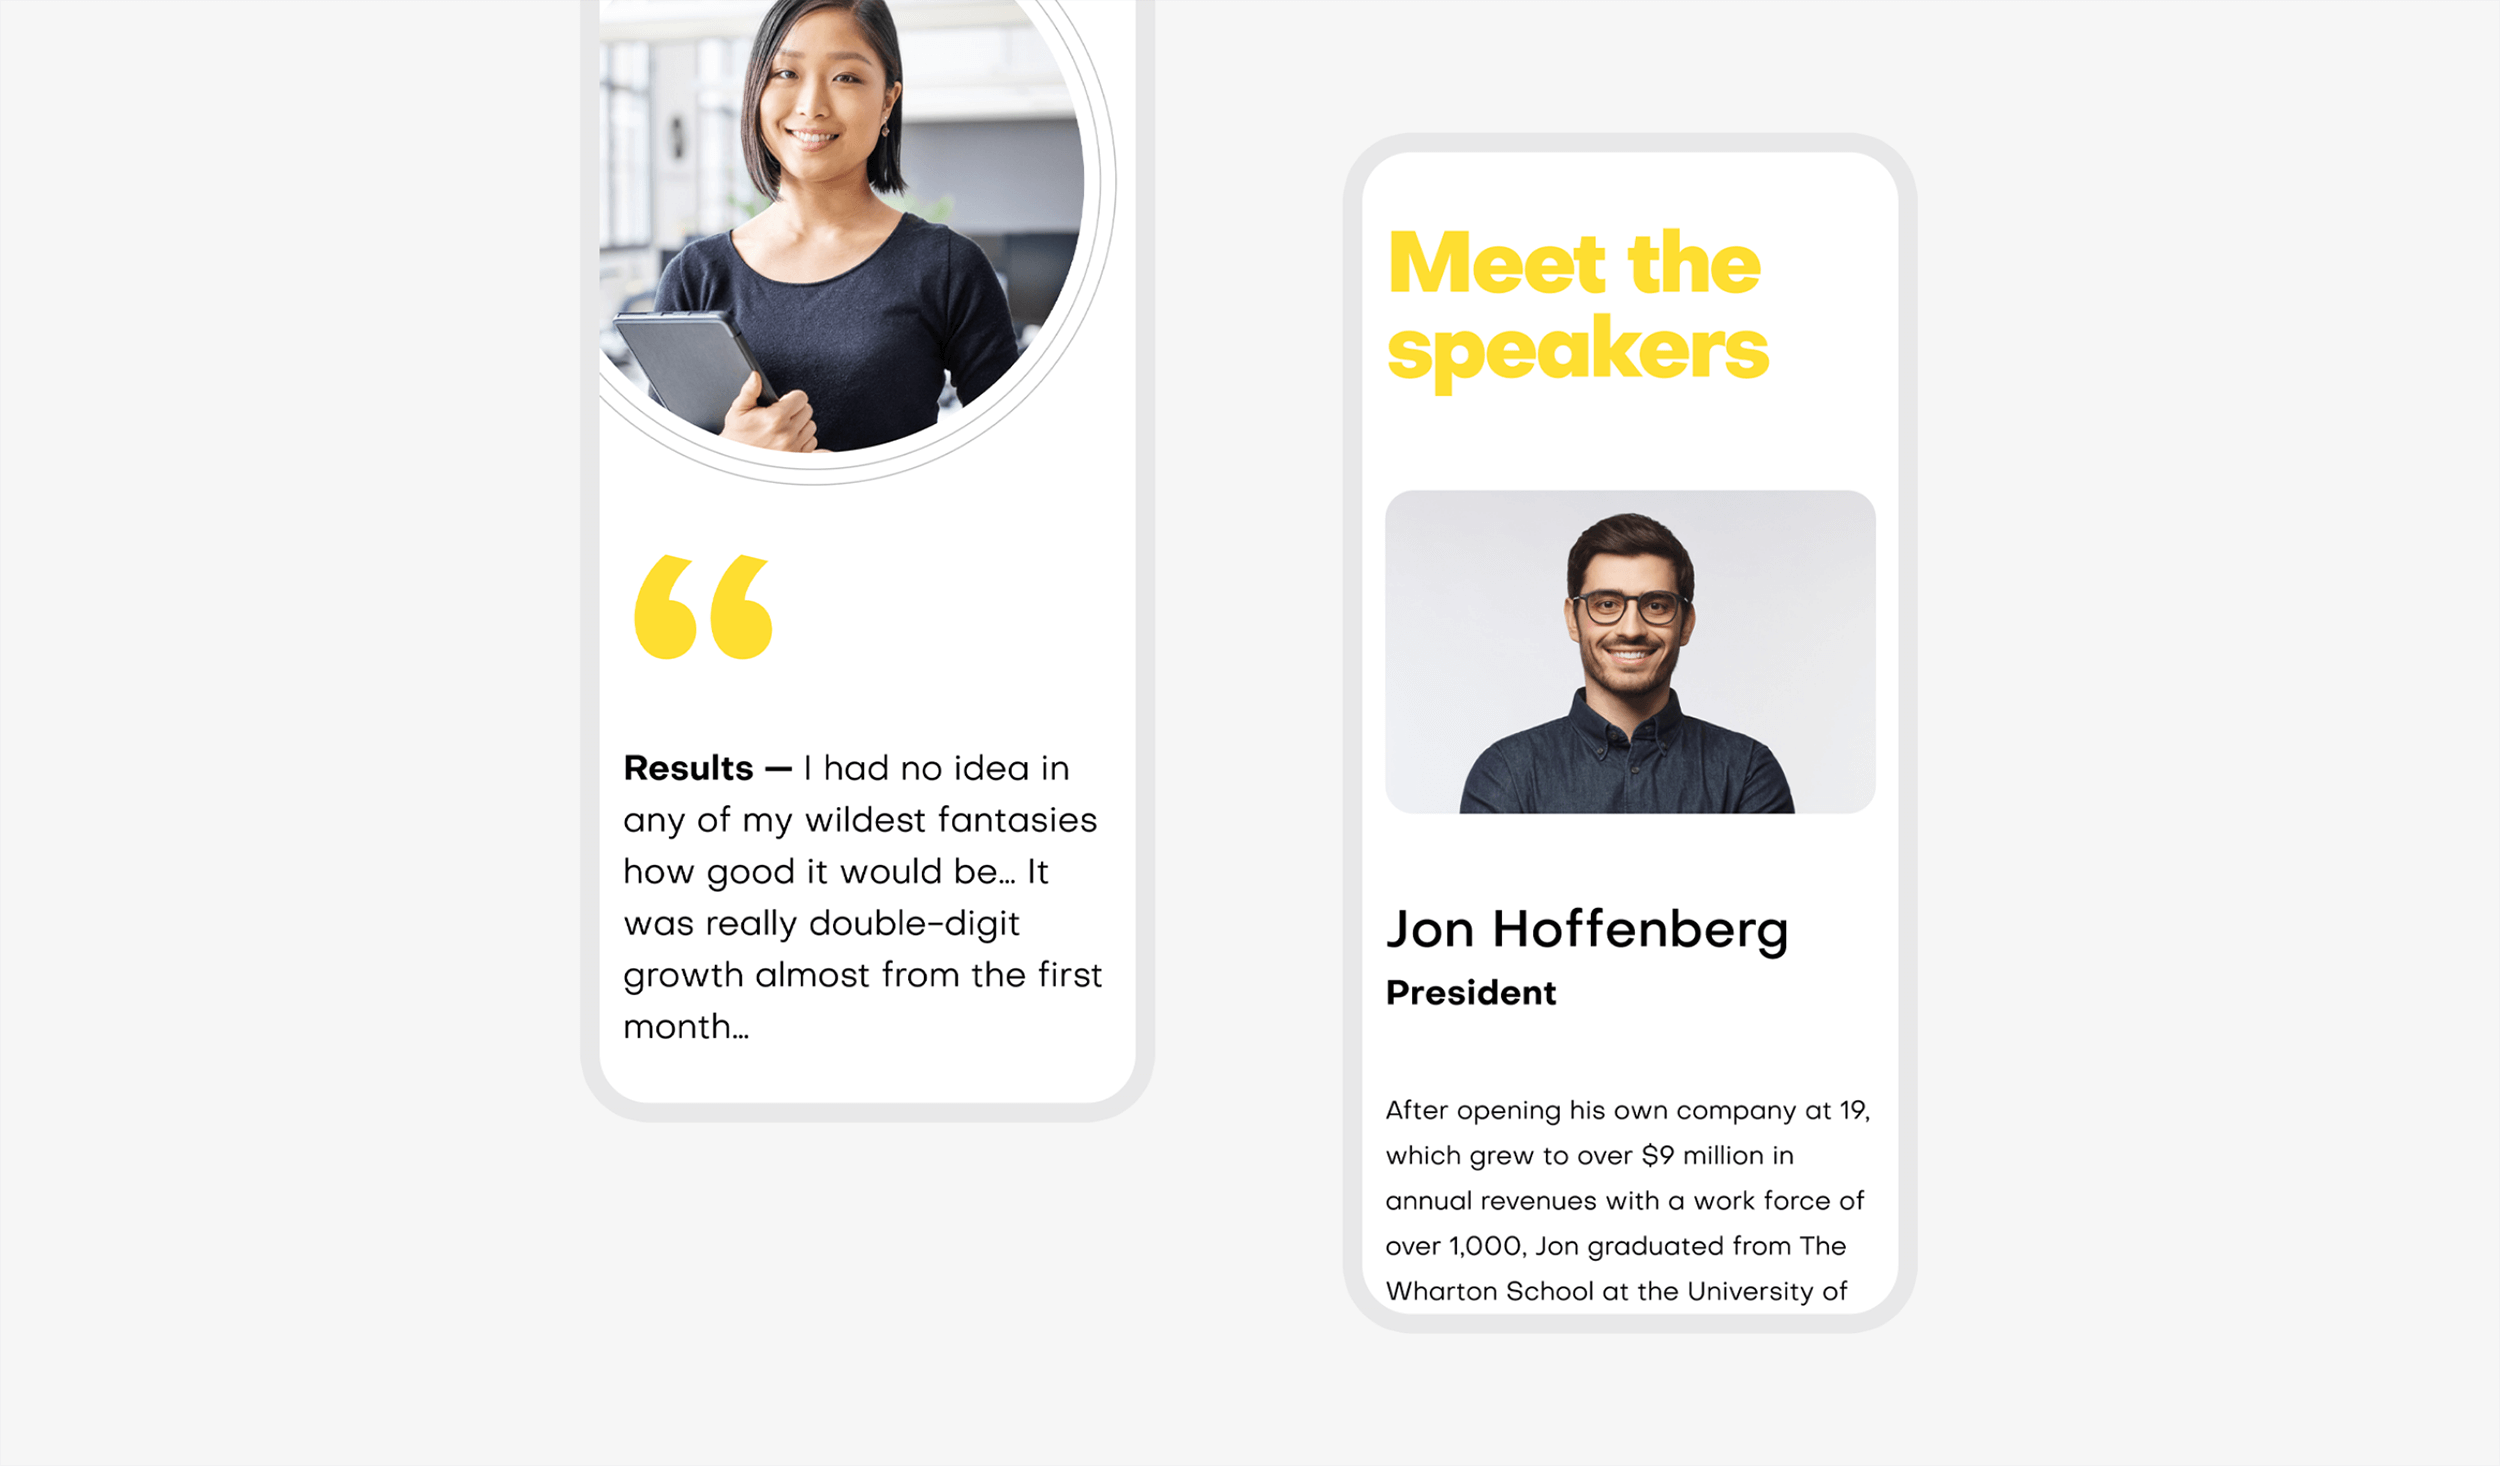 “
Results — I had no idea in
any of my wildest fantasies
how good it would be... It
was really double-digit
growth almost from the first
month...
Meet the
speakers
Jon Hoffenberg
President
After opening his own company at 19,
which grew to over $9 million in
annual revenues with a work force of
over 1,000, Jon graduated from The
Wharton School at the University of